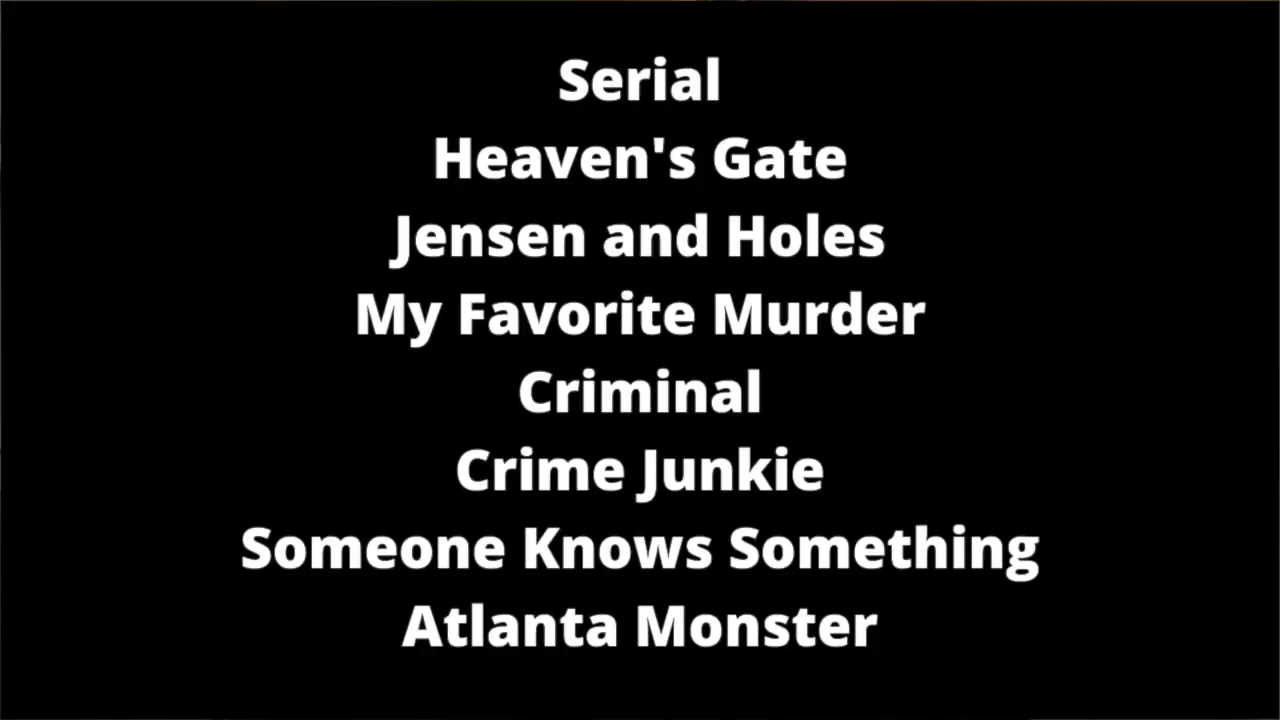 Serial
Heaven's Gate
Jensen and Holes
My Favorite Murder
Criminal
Crime Junkie
Someone Knows Something
Atlanta Monster